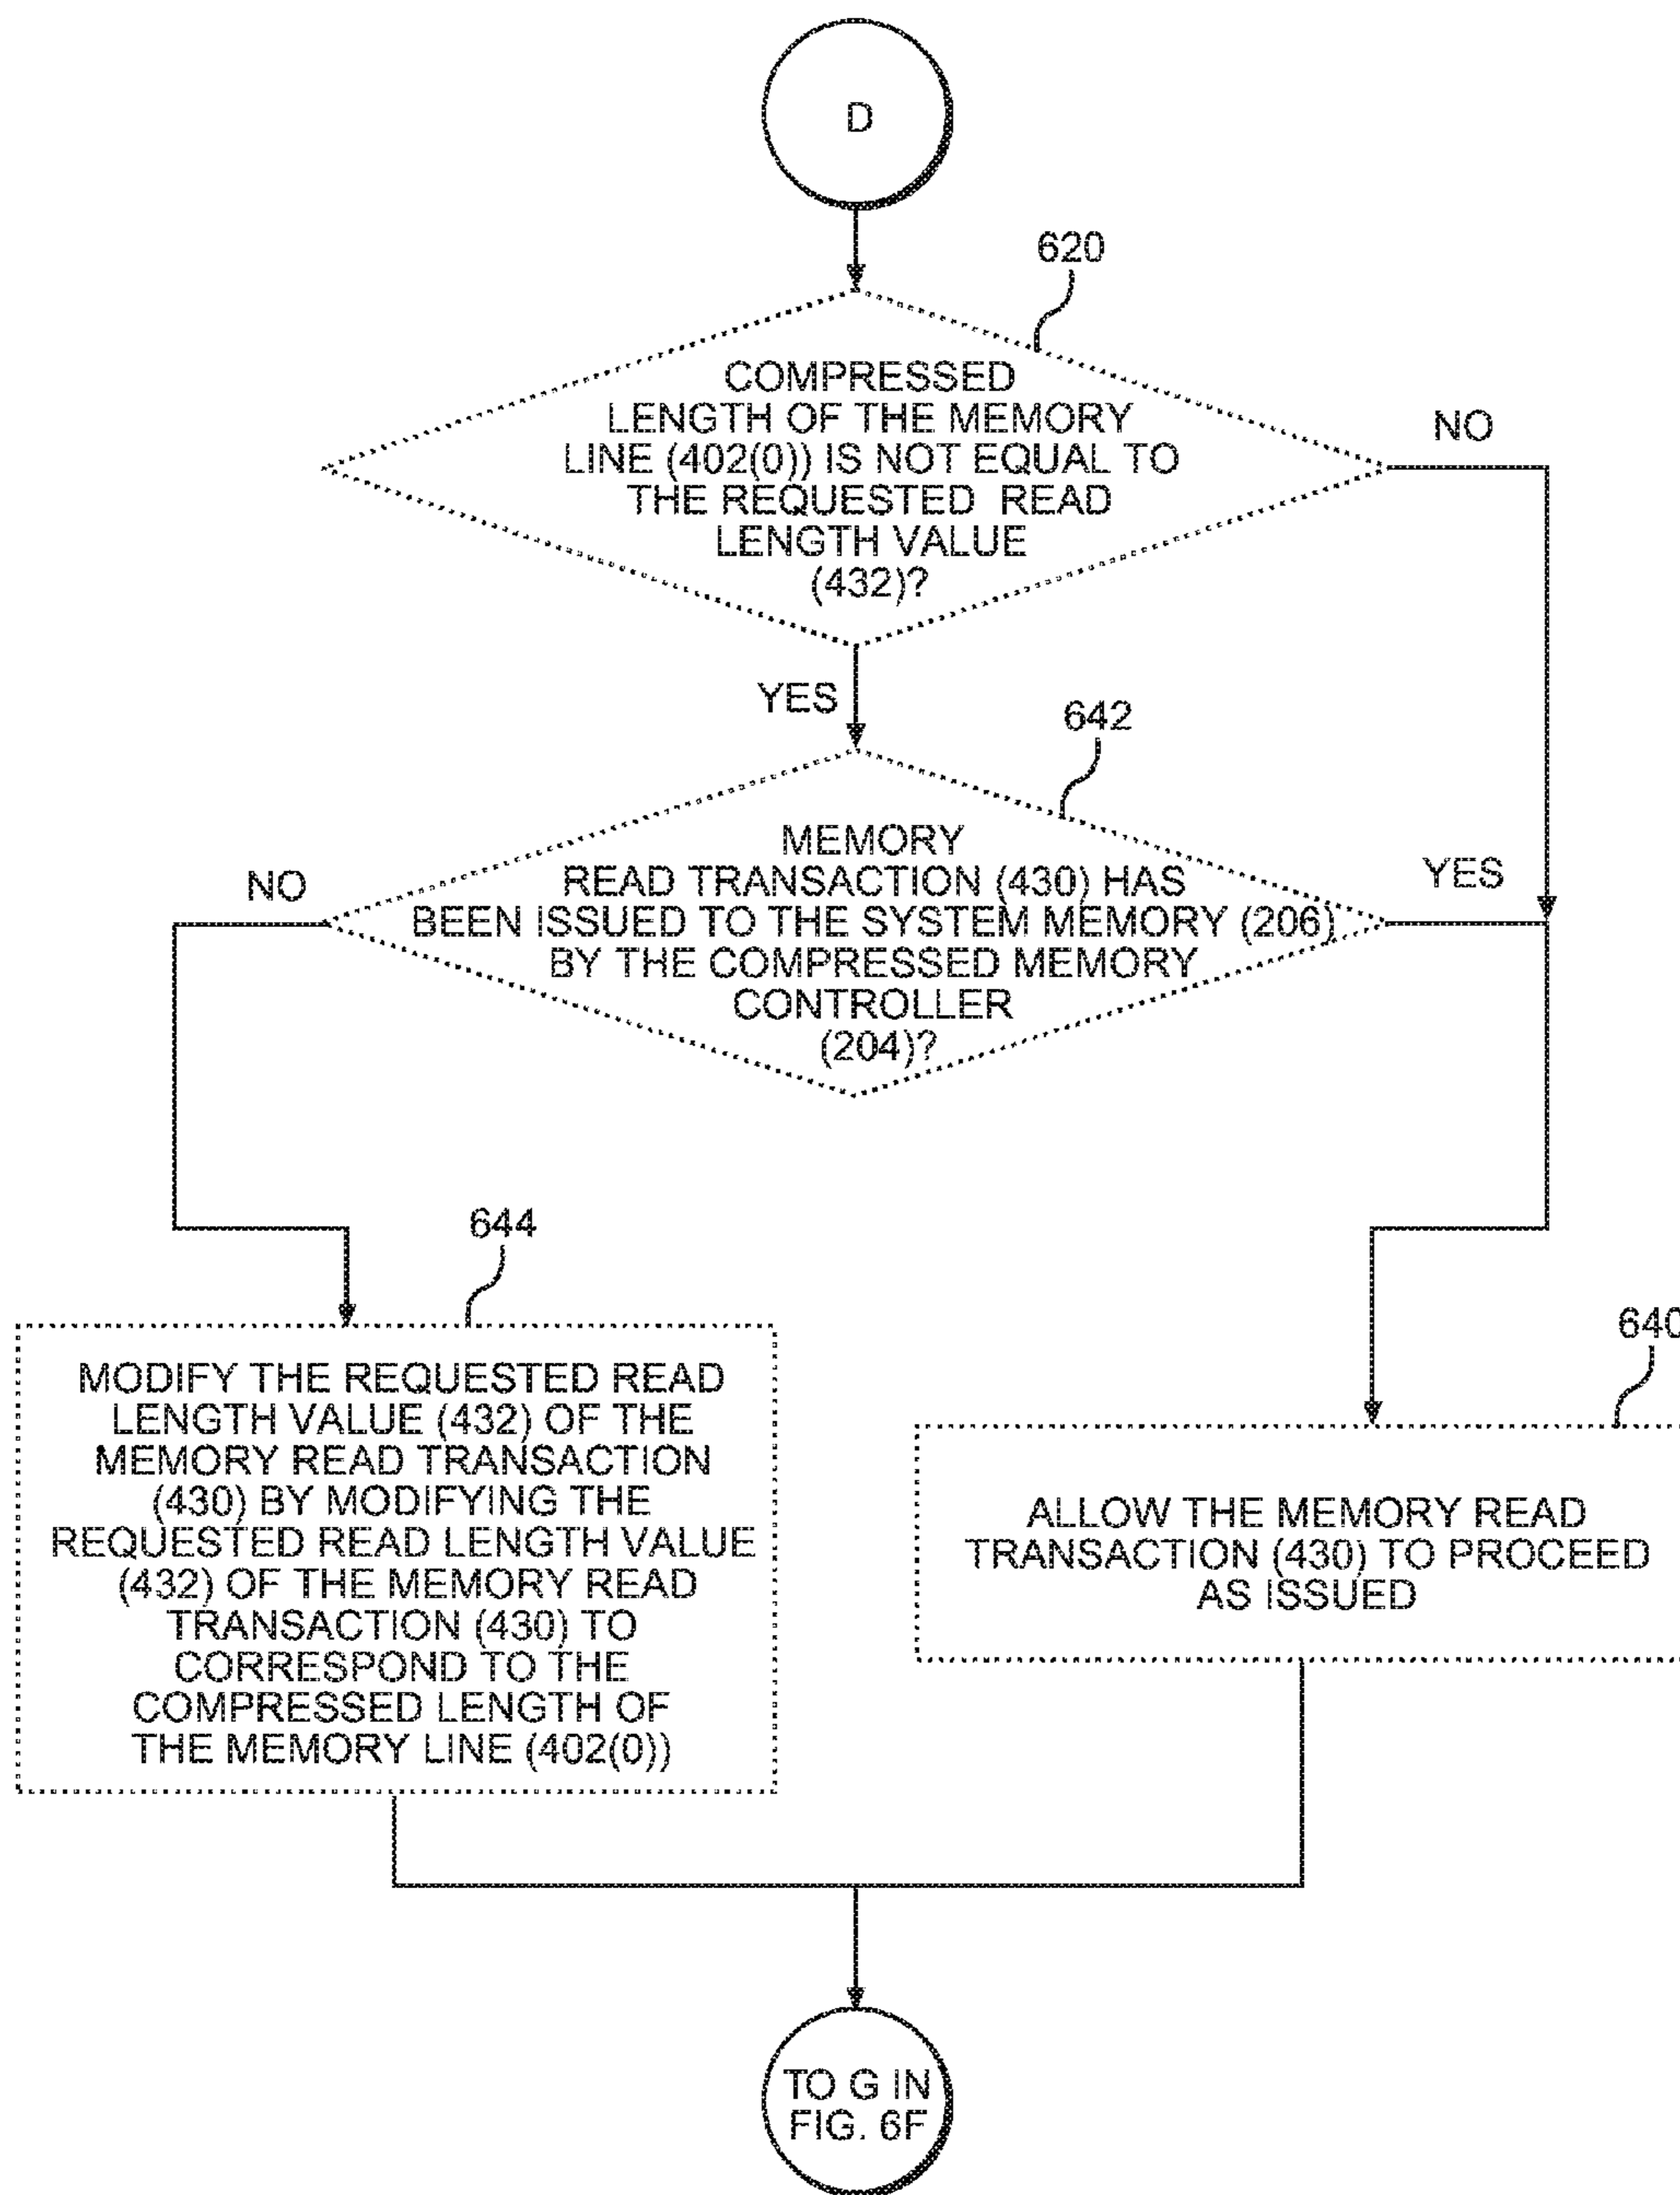 D
620
COMPRESSED
LENGTH OF THE MEMORY
LINE (402(0)) IS NOT EQUAL TO
THE REQUESTED READ
LENGTH VALUE
(432)?
NO
YES
642
MEMORY
READ TRANSACTION (430) HAS
BEEN ISSUED TO THE SYSTEM MEMORY (206)
BY THE COMPRESSED MEMORY
CONTROLLER
(204)?
NO
YES
644
MODIFY THE REQUESTED READ
LENGTH VALUE (432) OF THE
MEMORY READ TRANSACTION
(430) BY MODIFYING THE
REQUESTED READ LENGTH VALUE
(432) OF THE MEMORY READ
TRANSACTION (430) TO
CORRESPOND TO THE
COMPRESSED LENGTH OF
THE MEMORY LINE (402(0))
640
ALLOW THE MEMORY READ
TRANSACTION (430) TO PROCEED
AS ISSUED
TO G IN
FIG. 6F